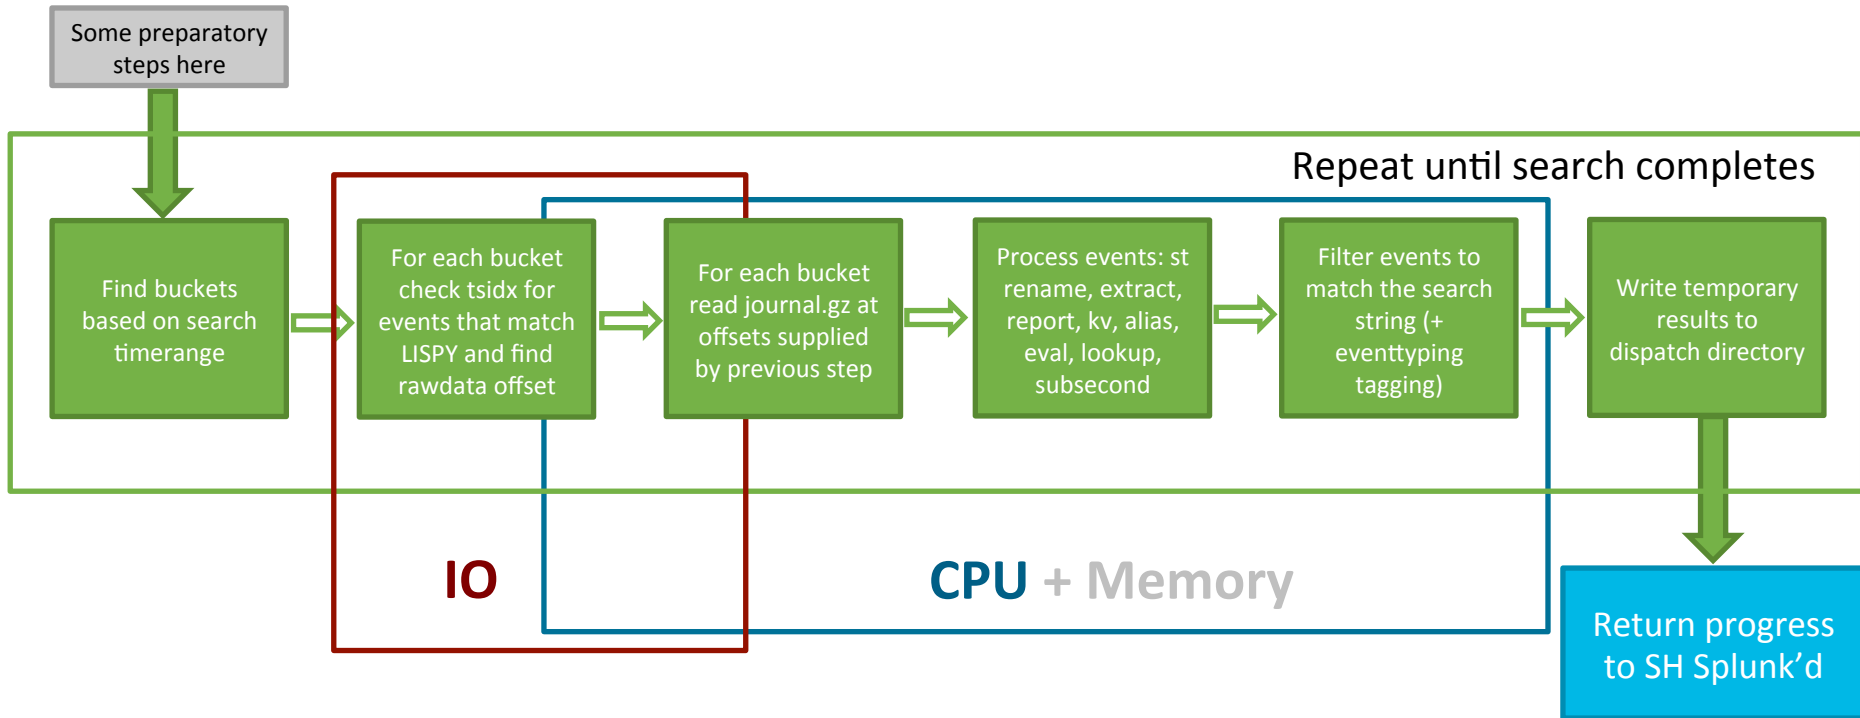 Some preparatory
steps here
Repeat until search completes
Find buckets
based on search
timerange
For each bucket
check tsidx for
events that match
LISPY and find
rawdata offset
For each bucket
read journal.gz at
offsets supplied
by previous step
Process events: st
rename, extract,
report, kv, alias,
eval, lookup,
subsecond
Filter events to
match the search
string (+
eventtyping
tagging)
Write temporary
results to
dispatch directory
IO
CPU + Memory
Return progress
to SH Splunk’d